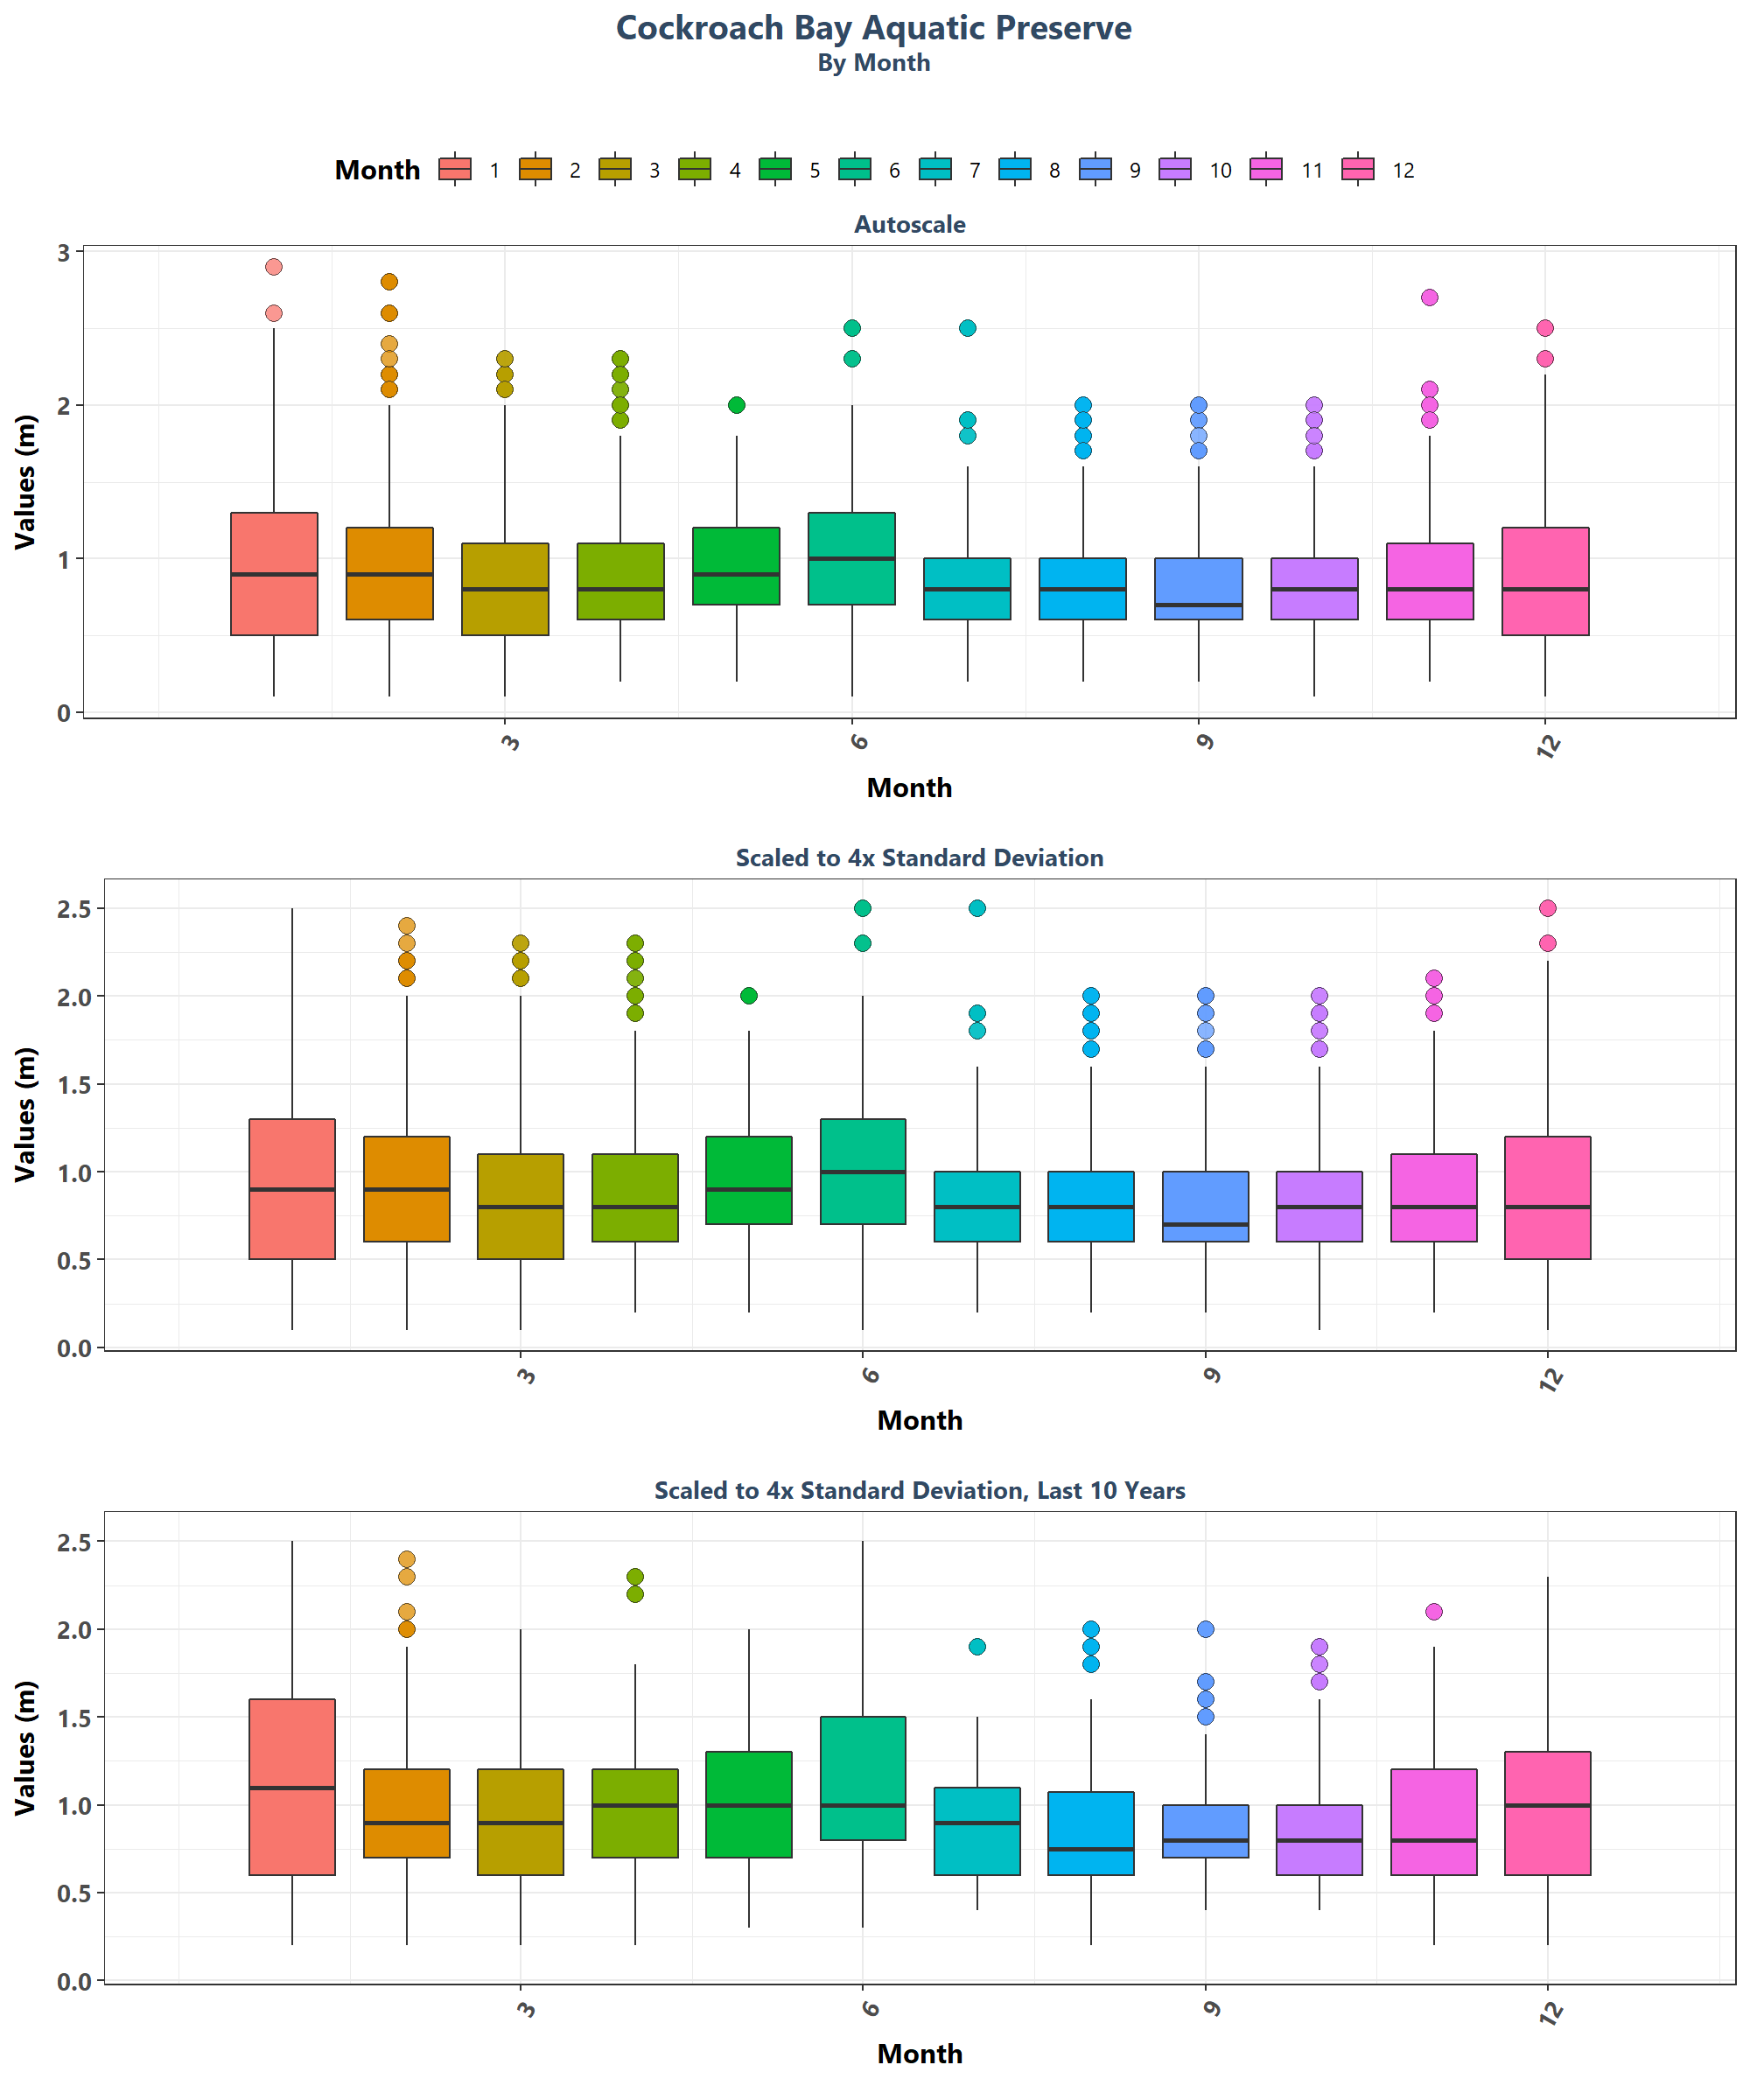 Cockroach Bay Aquatic Preserve
By Month
Month 1 2 3 4 5 6 7 8 9 10 11 12
Autoscale
Values (m)
3
2
1
0
3 6 9 12
Month
Scaled to 4x Standard Deviation
Values (m)
2.5
2.0
1.5
1.0
0.5
0.0
3 6 9 12
Month
Scaled to 4x Standard Deviation, Last 10 Years
Values (m)
2.5
2.0
1.5
1.0
0.5
0.0
3 6 9 12
Month